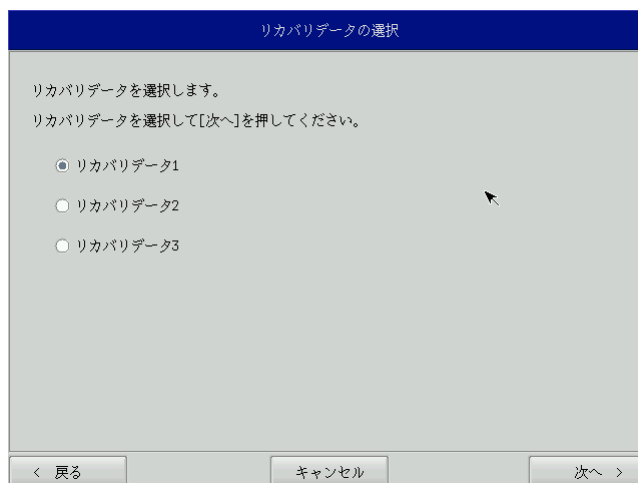 リカバリデータの選択
リカバリデータを選択します。
リカバリデータを選択して[次へ]を押してください。
リカバリデータ1
リカバリデータ2
リカバリデータ3
< 戻る
キャンセル
次へ >